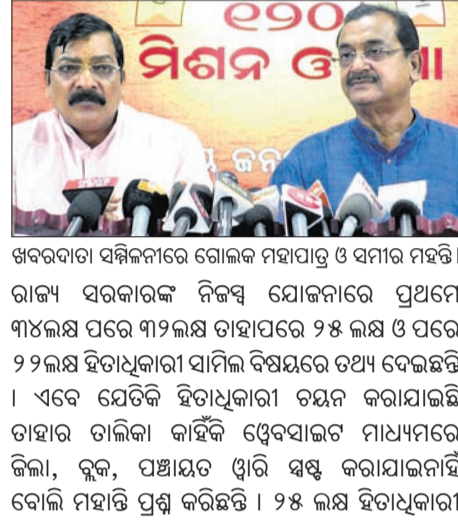 ୧୨୦
ମିଶନ ଓ
ଖବରଦାତା ସମ୍ମିଳନୀରେ ଗୋଲକ ମହାପାତ୍ର ଓ ସମୀର ମହାନ୍ତି ।
ରାଜ୍ୟ ସରକାରଙ୍କ ନିଜସ୍ୱ ଯୋଜନାରେ ପ୍ରଥମେ
୩୪ଲକ୍ଷ ପରେ ୩୨ଲକ୍ଷ ତାହାପରେ ୨୫ ଲକ୍ଷ ଓ ପରେ
୨୨ଲକ୍ଷ ହିତାଧିକାରୀ ସାମିଲ ବିଷୟରେ ତଥ୍ୟ ଦେଇଛନ୍ତି
। ଏବେ ଯେତିକି ହିତାଧିକାରୀ ଚୟନ କରାଯାଇଛି
ତାହାର ତାଲିକା କାହିଁକି ୱେବସାଇଟ ମାଧ୍ୟମରେ
ଜିଲା, ବ୍ଲକ, ପଞ୍ଚାୟତ ୱାରି ସ୍ପଷ୍ଟ କରାଯାଇନାହିଁ
ବୋଲି ମହାନ୍ତି ପ୍ରଶ୍ନ କରିଛନ୍ତି । ୨୫ ଲକ୍ଷ ହିତାଧିକାରୀ